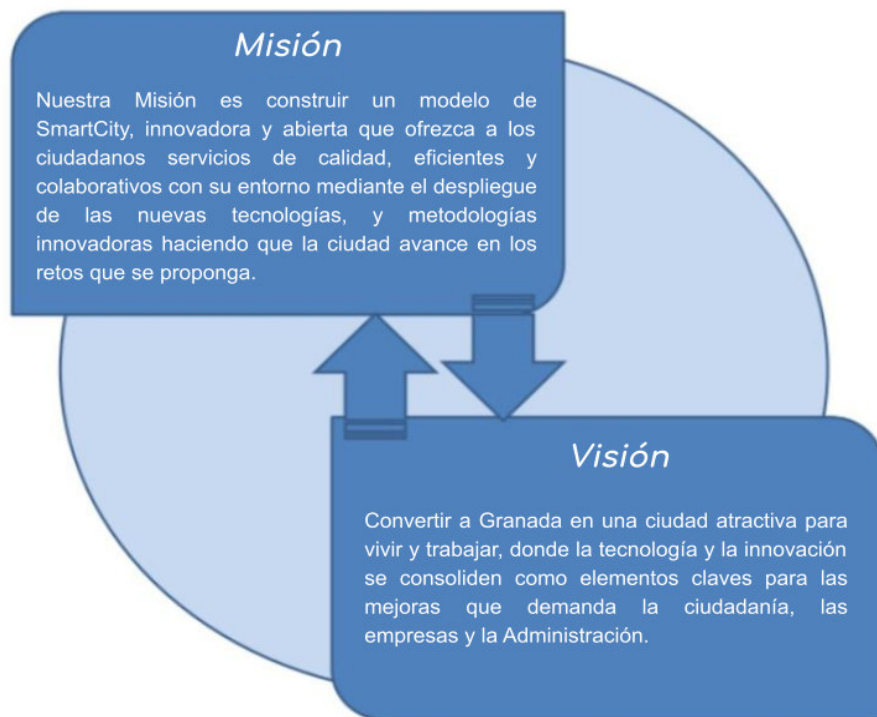 Misión
Nuestra Misión es construir un modelo de
SmartCity, innovadora y abierta que ofrezca a los
ciudadanos servicios de calidad, eficientes y
colaborativos con su entorno mediante el despliegue
de las nuevas tecnologías, y metodologías
innovadoras haciendo que la ciudad avance en los
retos que se proponga.
Visión
Convertir a Granada en una ciudad atractiva para
vivir y trabajar, donde la tecnología y la innovación
se consoliden como elementos claves para las
mejoras que demanda la ciudadanía, las
empresas y la Administración.